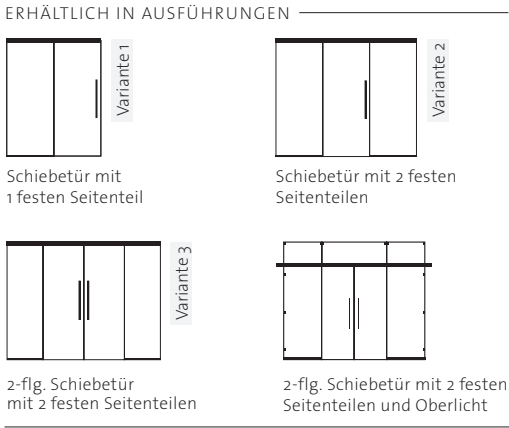 ERHÄLTLICH IN AUSFÜHRUNGEN
Variante 1
Schiebetür mit
1 festen Seitenteil
Variante 2
Schiebetür mit 2 festen
Seitenteilen
Variante 3
2-flg. Schiebetür
mit 2 festen Seitenteilen
2-flg. Schiebetür mit 2 festen
Seitenteilen und Oberlicht